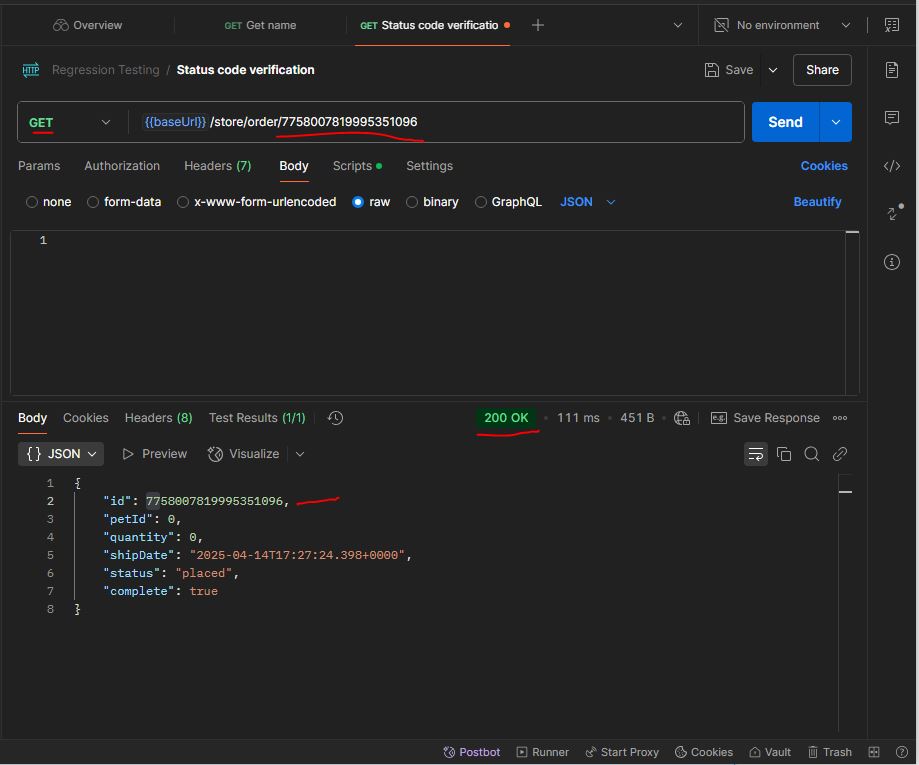 Overview GET Get name GET Status code verificatio No environment
HTTP Regression Testing / Status code verification Save Share
GET {{baseUrl}} /store/order/7758007819995351096 Send
Params Authorization Headers (7) Body Scripts Settings Cookies
none form-data x-www-form-urlencoded raw binary GraphQL JSON Beautify
1
Body Cookies Headers (8) Test Results (1/1) 200 OK 111 ms 451 B e.g. Save Response
{} JSON Preview Visualize
1 {
2 "id": 7758007819995351096,
3 "petId": 0,
4 "quantity": 0,
5 "shipDate": "2025-04-14T17:27:24.398+0000",
6 "status": "placed",
7 "complete": true
8 }
Postbot Runner Start Proxy Cookies Vault Trash